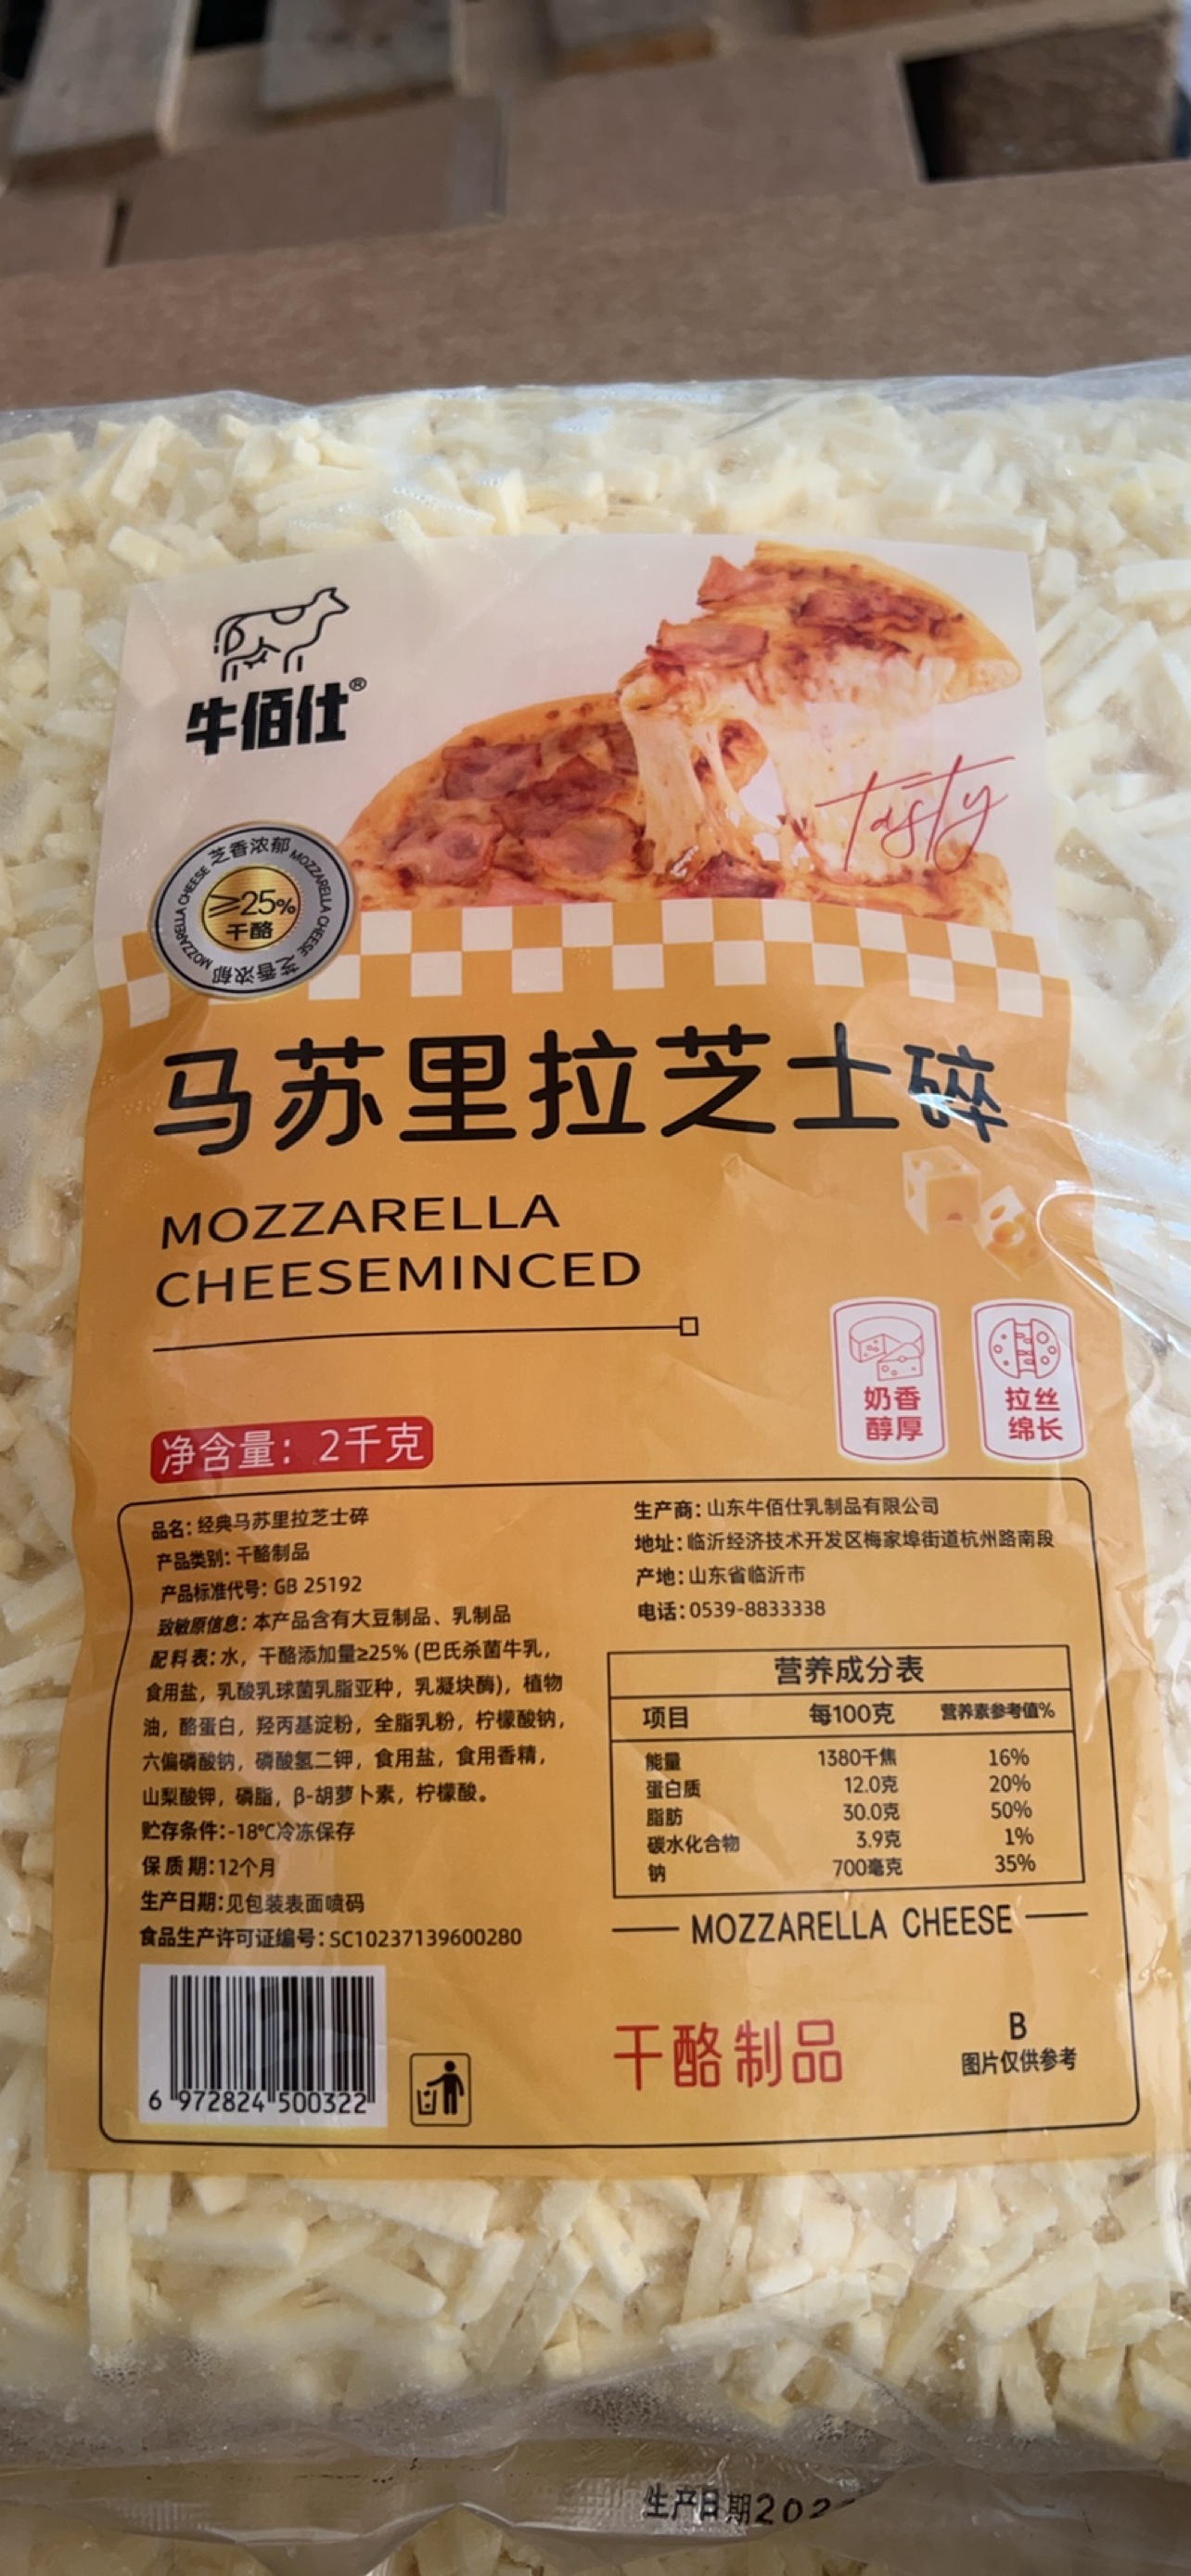 牛佰仕®
tasty
芝香浓郁 MOZZARELLA CHEESE 芝香浓郁 MOZZARELLA CHEESE
≥25%
干酪
马苏里拉芝士碎
MOZZARELLA
CHEESEMINCED
奶香
醇厚
拉丝
绵长
净含量：2千克
品名：经典马苏里拉芝士碎
产品类别：干酪制品
产品标准代号：GB 25192
致敏原信息：本产品含有大豆制品、乳制品
配料表：水，干酪添加量≥25% (巴氏杀菌牛乳，
食用盐，乳酸乳球菌乳脂亚种，乳凝块酶)，植物
油，酪蛋白，羟丙基淀粉，全脂乳粉，柠檬酸钠，
六偏磷酸钠，磷酸氢二钾，食用盐，食用香精，
山梨酸钾，磷脂，β-胡萝卜素，柠檬酸。
贮存条件：-18℃冷冻保存
保质期：12个月
生产日期：见包装表面喷码
食品生产许可证编号：SC10237139600280
6 972824 500322
生产商：山东牛佰仕乳制品有限公司
地址：临沂经济技术开发区梅家埠街道杭州路南段
产地：山东省临沂市
电话：0539-8833338
营养成分表
项目 每100克 营养素参考值%
能量 1380千焦 16%
蛋白质 12.0克 20%
脂肪 30.0克 50%
碳水化合物 3.9克 1%
钠 700毫克 35%
MOZZARELLA CHEESE
干酪制品
B
图片仅供参考
生产日期202